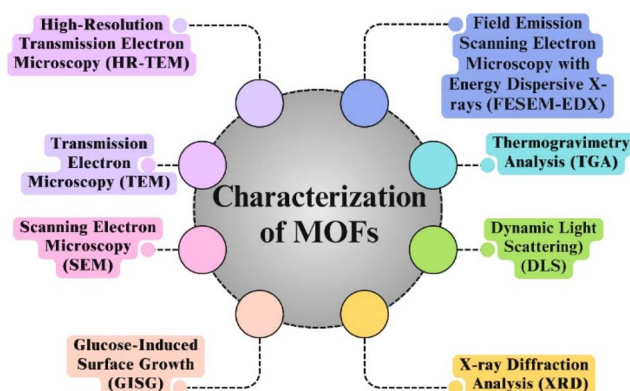 High-Resolution
Transmission Electron
Microscopy (HR-TEM)
Field Emission
Scanning Electron
Microscopy with
Energy Dispersive X-
rays (FESEM-EDX)
Transmission
Electron
Microscopy (TEM)
Thermogravimetry
Analysis (TGA)
Characterization
of MOFs
Scanning Electron
Microscopy
(SEM)
Dynamic Light
Scattering)
(DLS)
Glucose-Induced
Surface Growth
(GISG)
X-ray Diffraction
Analysis (XRD)